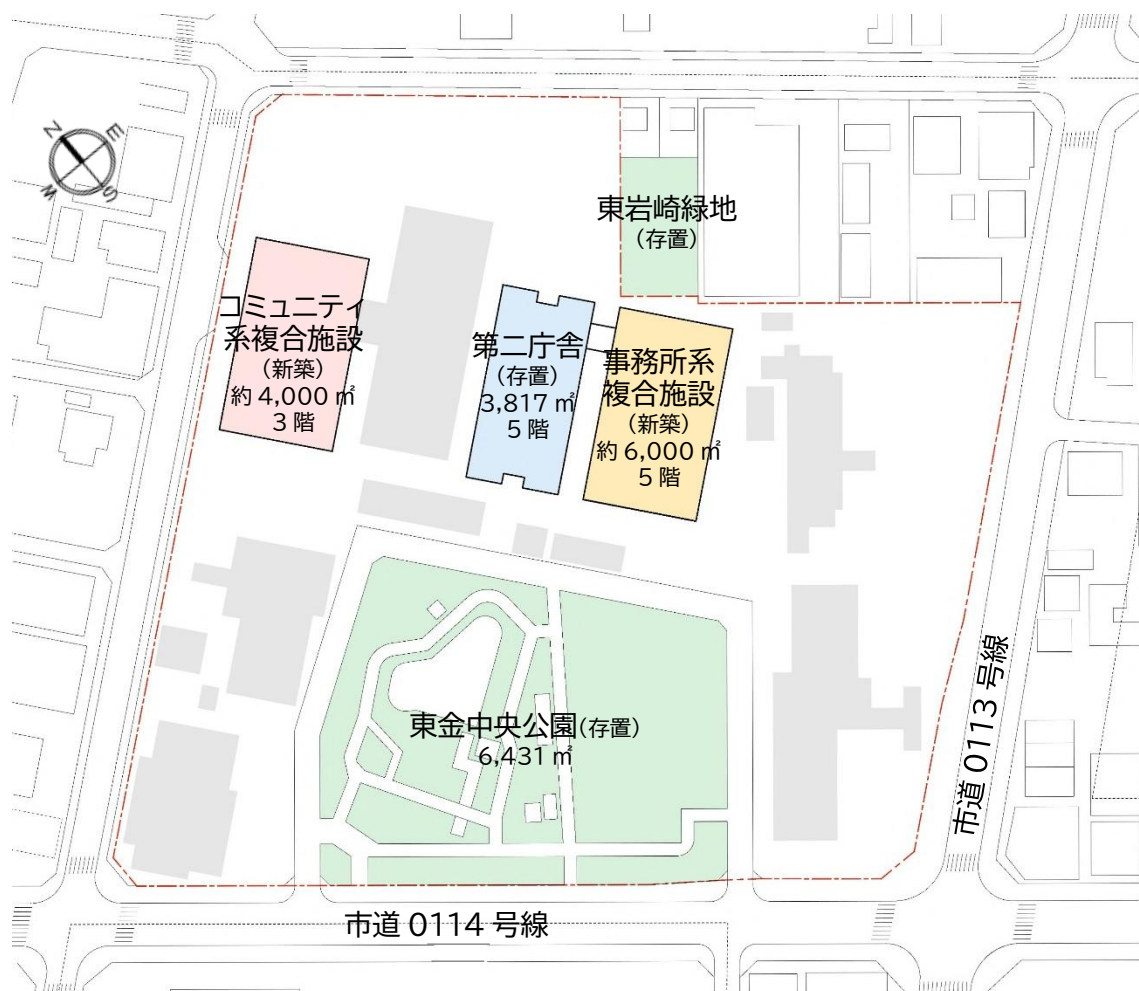 N
E
W
S
東岩崎緑地
（存置）
コミュニティ
系複合施設
（新築）
約 4,000 ㎡
3 階
第二庁舎
（存置）
3,817 ㎡
5 階
事務所系
複合施設
（新築）
約 6,000 ㎡
5 階
東金中央公園（存置）
6,431 ㎡
市道 0113 号線
市道 0114 号線